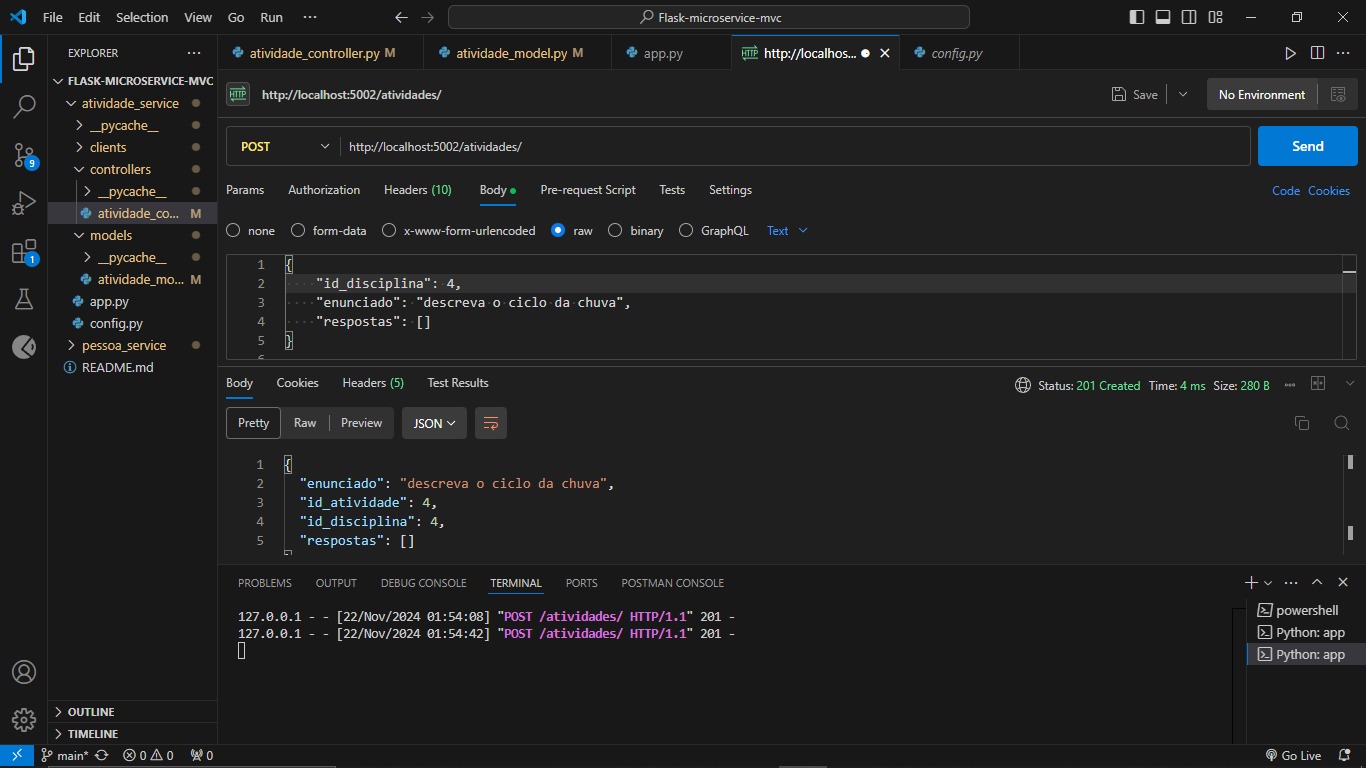 File Edit Selection View Go Run ··· Flask-microservice-mvc
EXPLORER ···
FLASK-MICROSERVICE-MVC
atividade_service
__pycache__
clients
controllers
__pycache__
atividade_co... M
models
__pycache__
atividade_mo... M
app.py
config.py
pessoa_service
README.md
OUTLINE
TIMELINE
9
1
atividade_controller.py M atividade_model.py M app.py HTTP http://localhos... config.py
HTTP http://localhost:5002/atividades/ Save No Environment
POST http://localhost:5002/atividades/ Send
Params Authorization Headers (10) Body Pre-request Script Tests Settings Code Cookies
none form-data x-www-form-urlencoded raw binary GraphQL Text
1 {
2 "id_disciplina": 4,
3 "enunciado": "descreva o ciclo da chuva",
4 "respostas": []
5 }
Body Cookies Headers (5) Test Results Status: 201 Created Time: 4 ms Size: 280 B
Pretty Raw Preview JSON
1 {
2 "enunciado": "descreva o ciclo da chuva",
3 "id_atividade": 4,
4 "id_disciplina": 4,
5 "respostas": []
PROBLEMS OUTPUT DEBUG CONSOLE TERMINAL PORTS POSTMAN CONSOLE
127.0.0.1 - - [22/Nov/2024 01:54:08] "POST /atividades/ HTTP/1.1" 201 -
127.0.0.1 - - [22/Nov/2024 01:54:42] "POST /atividades/ HTTP/1.1" 201 -
powershell
Python: app
Python: app
main* 0 0 0 Go Live